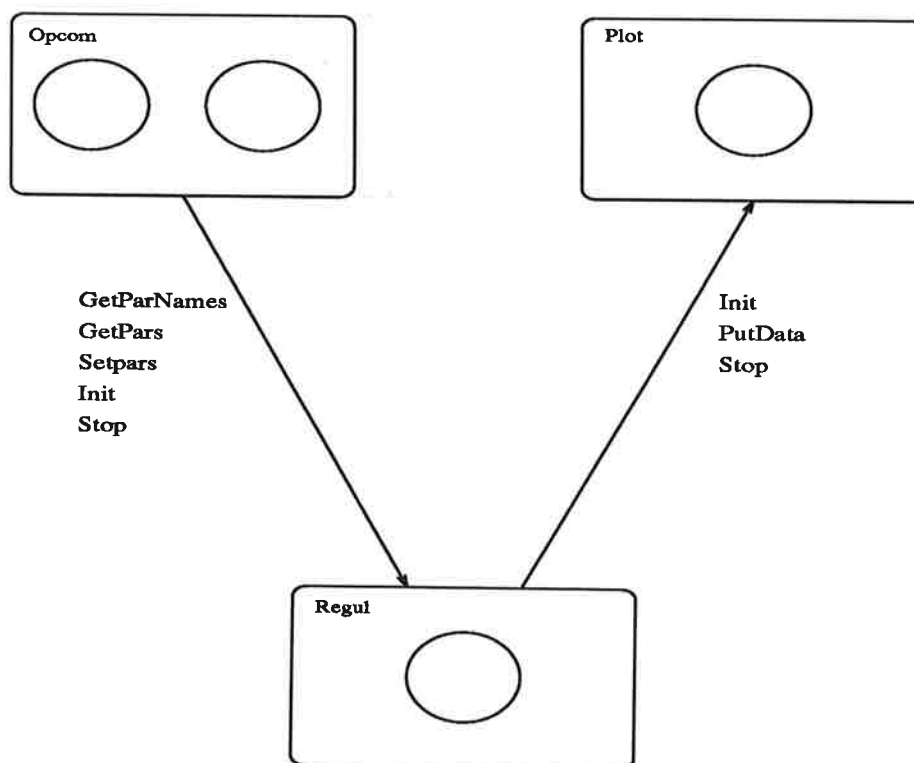 Opcom
Plot
GetParNames
GetPars
Setpars
Init
Stop
Init
PutData
Stop
Regul